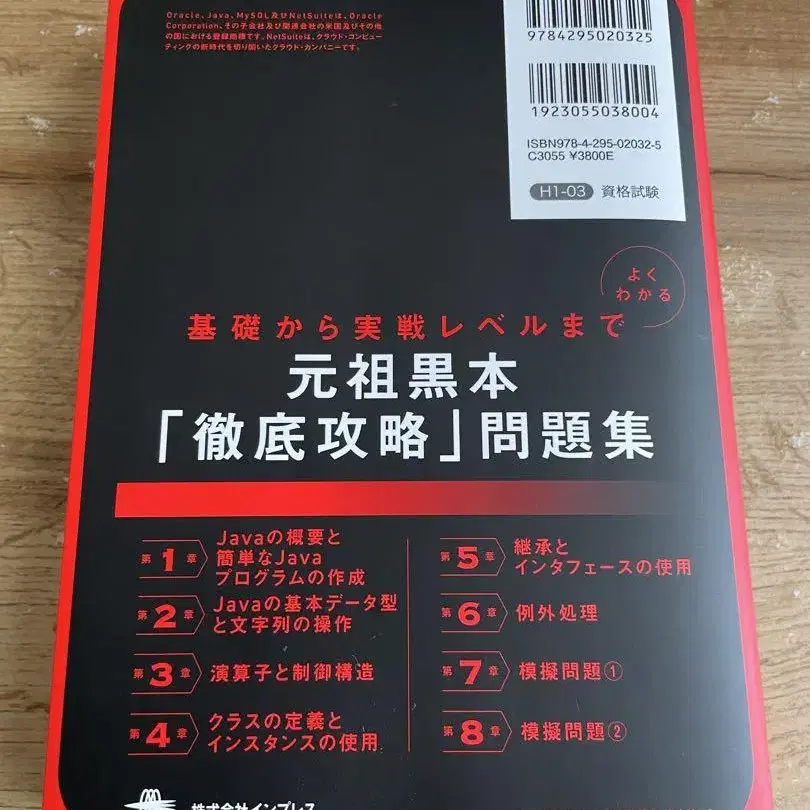 Oracle、Java、MySQL及びNetSuiteは、Oracle
Corporation、その子会社及び関連会社の米国及びその他
の国における登録商標です。NetSuiteは、クラウド・コンピュー
ティングの新時代を切り開いたクラウド・カンパニーです。
9784295020325
1923055038004
ISBN978-4-295-02032-5
C3055 ¥3800E
H1-03 資格試験
よく
わかる
基礎から実戦レベルまで
元祖黒本
「徹底攻略」問題集
第1章 Javaの概要と
簡単なJava
プログラムの作成
第2章 Javaの基本データ型
と文字列の操作
第3章 演算子と制御構造
第4章 クラスの定義と
インスタンスの使用
第5章 継承と
インタフェースの使用
第6章 例外処理
第7章 模擬問題①
第8章 模擬問題②
株式会社インプレス